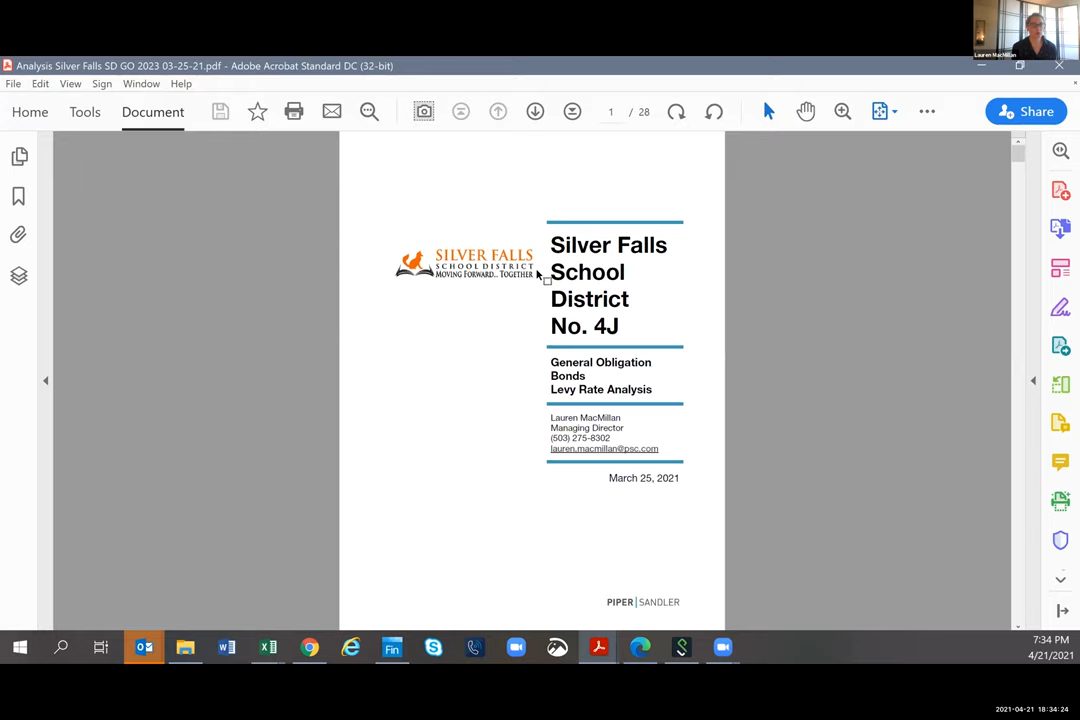 Lauren MacMillan
Analysis Silver Falls SD GO 2023 03-25-21.pdf - Adobe Acrobat Standard DC (32-bit)
File Edit View Sign Window Help
Home Tools Document 1 / 28 Share
SILVER FALLS
SCHOOL DISTRICT
MOVING FORWARD... TOGETHER
Silver Falls
School
District
No. 4J
General Obligation
Bonds
Levy Rate Analysis
Lauren MacMillan
Managing Director
(503) 275-8302
lauren.macmillan@psc.com
March 25, 2021
PIPER|SANDLER
Fin
7:34 PM
4/21/2021
2021-04-21 18:34:24